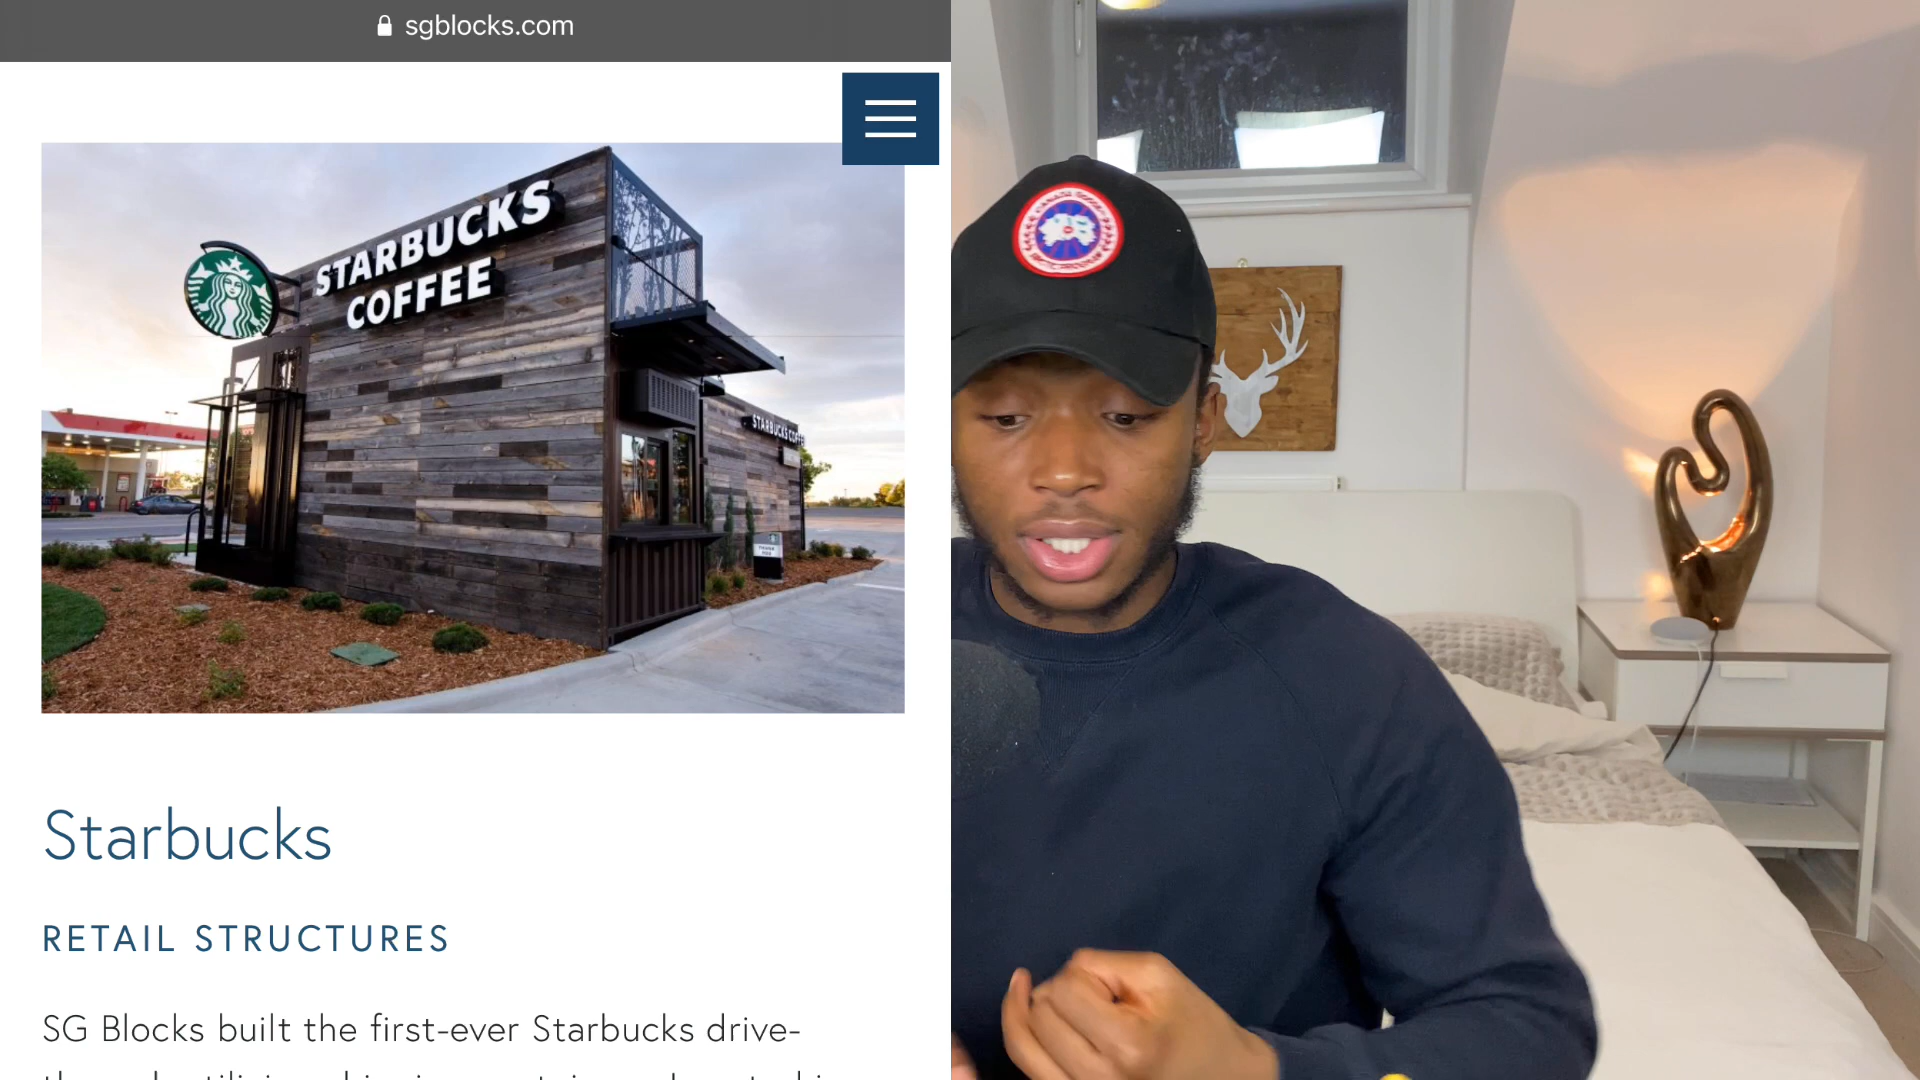 sgblocks.com
STARBUCKS
COFFEE
STARBUCKS COFFEE
Starbucks
RETAIL STRUCTURES
SG Blocks built the first-ever Starbucks drive-